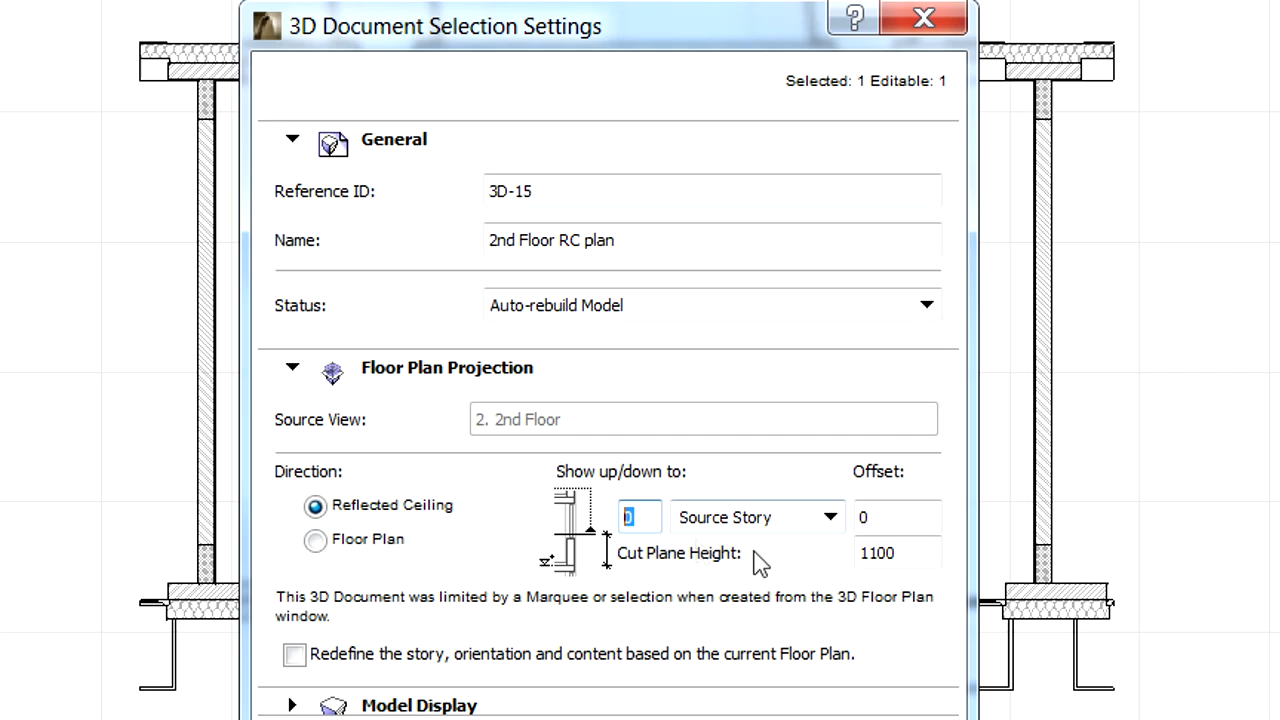 3D Document Selection Settings
?
Selected: 1 Editable: 1
General
Reference ID: 3D-15
Name: 2nd Floor RC plan
Status: Auto-rebuild Model
Floor Plan Projection
Source View: 2. 2nd Floor
Direction: Show up/down to: Offset:
Reflected Ceiling 0 Source Story 0
Floor Plan Cut Plane Height: 1100
This 3D Document was limited by a Marquee or selection when created from the 3D Floor Plan
window.
Redefine the story, orientation and content based on the current Floor Plan.
Model Display